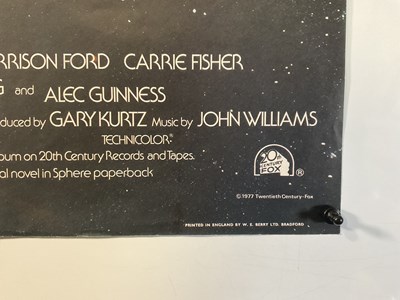 RRISON FORD CARRIE FISHER
G and ALEC GUINNESS
duced by GARY KURTZ Music by JOHN WILLIAMS
TECHNICOLOR®
bum on 20th Century Records and Tapes.
al novel in Sphere paperback
20th
CENTURY
FOX ®
©1977 Twentieth Century-Fox
PRINTED IN ENGLAND BY W. E. BERRY LTD. BRADFORD